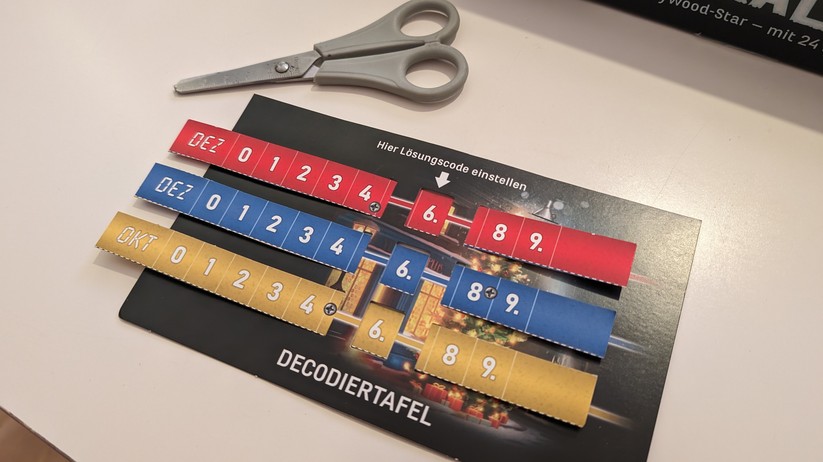 ywood-Star – mit 24
Hier Lösungscode einstellen
DEZ 0 1 2 3 4 6. 8 9.
DEZ 0 1 2 3 4 6. 8 9.
OKT 0 1 2 3 4 6. 8 9.
DECODIERTAFEL